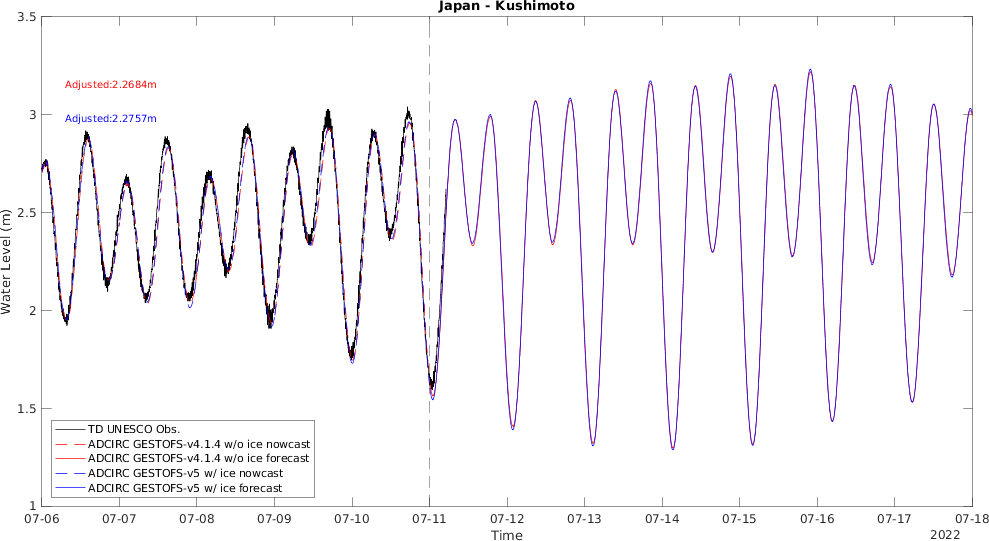 Japan - Kushimoto
3.5
3
2.5
2
1.5
1
Water Level (m)
Adjusted:2.2684m
Adjusted:2.2757m
TD UNESCO Obs.
ADCIRC GESTOFS-v4.1.4 w/o ice nowcast
ADCIRC GESTOFS-v4.1.4 w/o ice forecast
ADCIRC GESTOFS-v5 w/ ice nowcast
ADCIRC GESTOFS-v5 w/ ice forecast
07-06 07-07 07-08 07-09 07-10 07-11 07-12 07-13 07-14 07-15 07-16 07-17 07-18
Time
2022